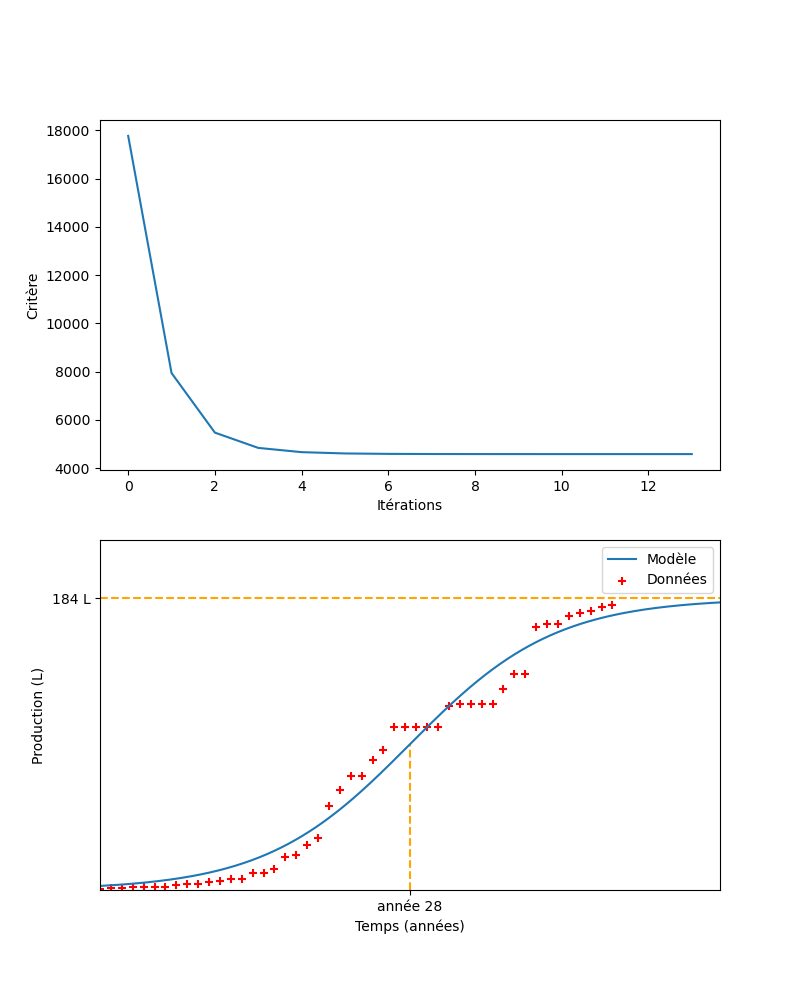 18000
16000
14000
12000
10000
8000
6000
4000
Critère
0 2 4 6 8 10 12
Itérations
Modèle
Données
184 L
Production (L)
année 28
Temps (années)